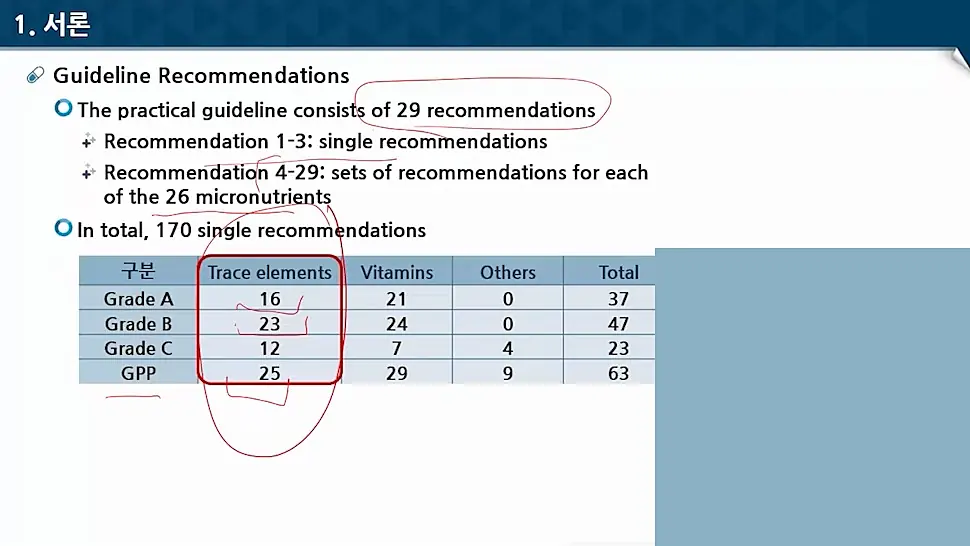 1. 서론
Guideline Recommendations
The practical guideline consists of 29 recommendations
Recommendation 1-3: single recommendations
Recommendation 4-29: sets of recommendations for each
of the 26 micronutrients
In total, 170 single recommendations
구분 Trace elements Vitamins Others Total
Grade A 16 21 0 37
Grade B 23 24 0 47
Grade C 12 7 4 23
GPP 25 29 9 63